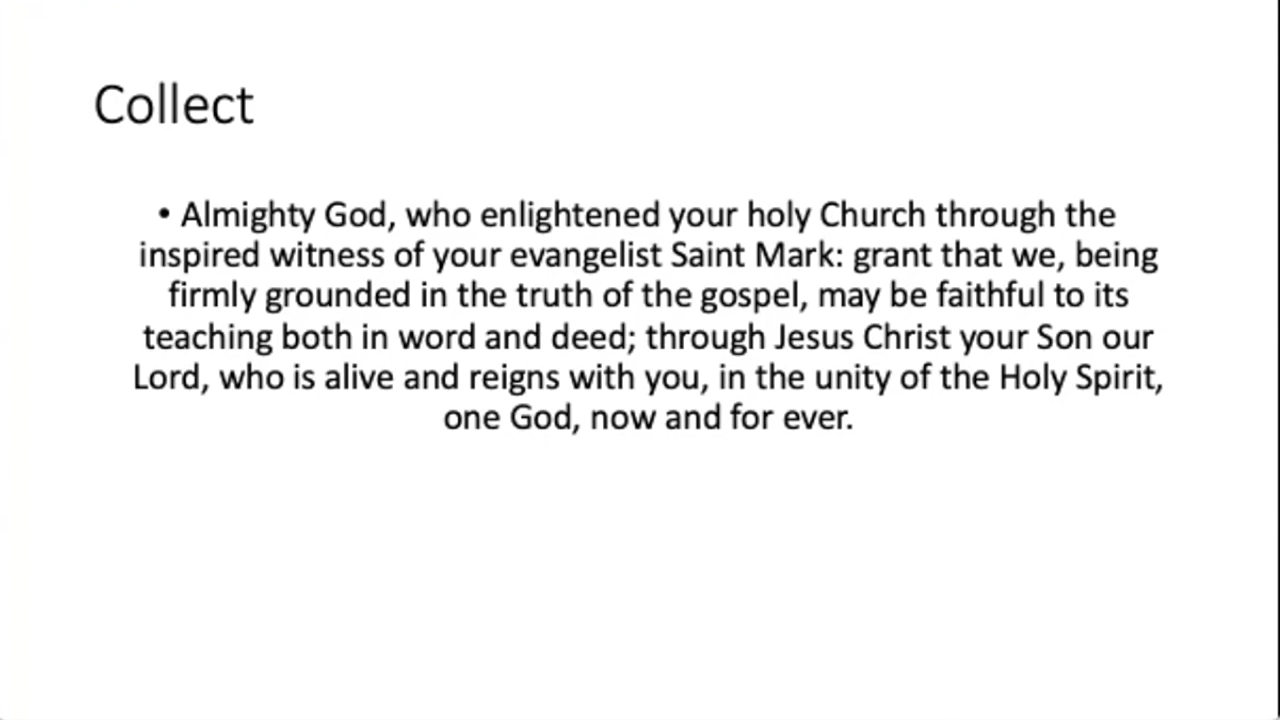 Collect
• Almighty God, who enlightened your holy Church through the
inspired witness of your evangelist Saint Mark: grant that we, being
firmly grounded in the truth of the gospel, may be faithful to its
teaching both in word and deed; through Jesus Christ your Son our
Lord, who is alive and reigns with you, in the unity of the Holy Spirit,
one God, now and for ever.